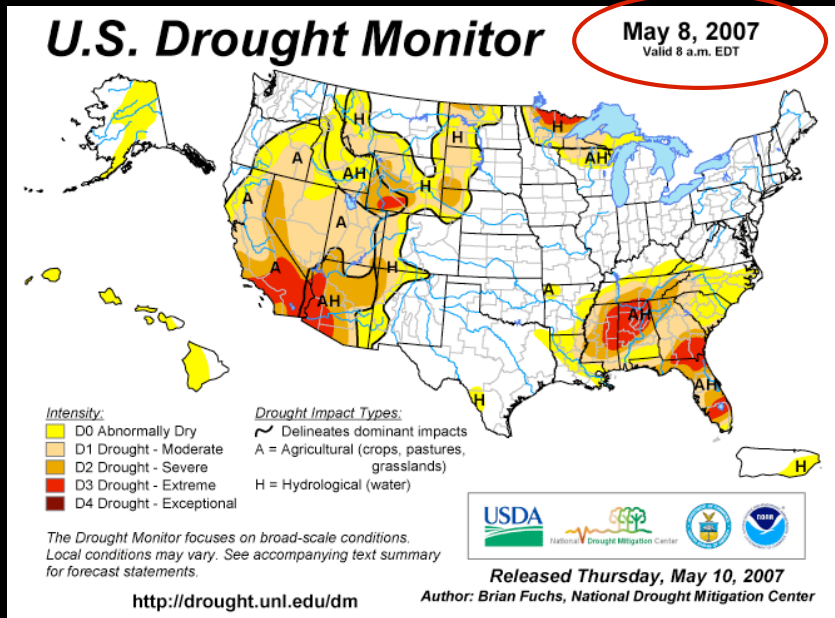 U.S. Drought Monitor
May 8, 2007
Valid 8 a.m. EDT
H
H
H
A
AH
AH
H
A
A
H
A
AH
A
AH
AH
H
H
Intensity:
D0 Abnormally Dry
D1 Drought - Moderate
D2 Drought - Severe
D3 Drought - Extreme
D4 Drought - Exceptional
Drought Impact Types:
Delineates dominant impacts
A = Agricultural (crops, pastures,
grasslands)
H = Hydrological (water)
The Drought Monitor focuses on broad-scale conditions.
Local conditions may vary. See accompanying text summary
for forecast statements.
http://drought.unl.edu/dm
USDA
National Drought Mitigation Center
NOAA
Released Thursday, May 10, 2007
Author: Brian Fuchs, National Drought Mitigation Center